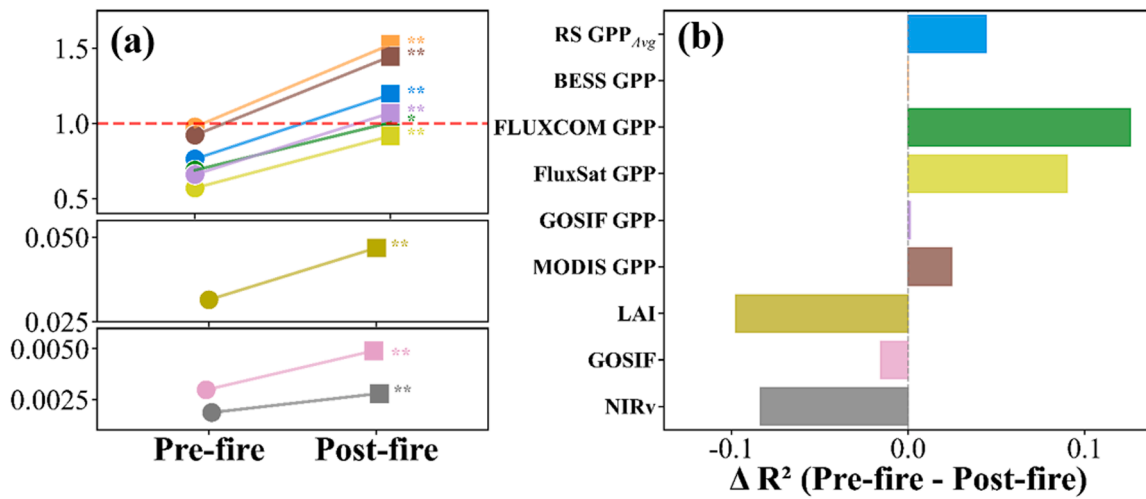 (a)
1.5
1.0
0.5
**
**
**
**
*
**
0.050
0.025
**
0.0050
0.0025
**
**
Pre-fire Post-fire
(b)
RS GPP_Avg
BESS GPP
FLUXCOM GPP
FluxSat GPP
GOSIF GPP
MODIS GPP
LAI
GOSIF
NIRv
-0.1 0.0 0.1
Δ R² (Pre-fire - Post-fire)